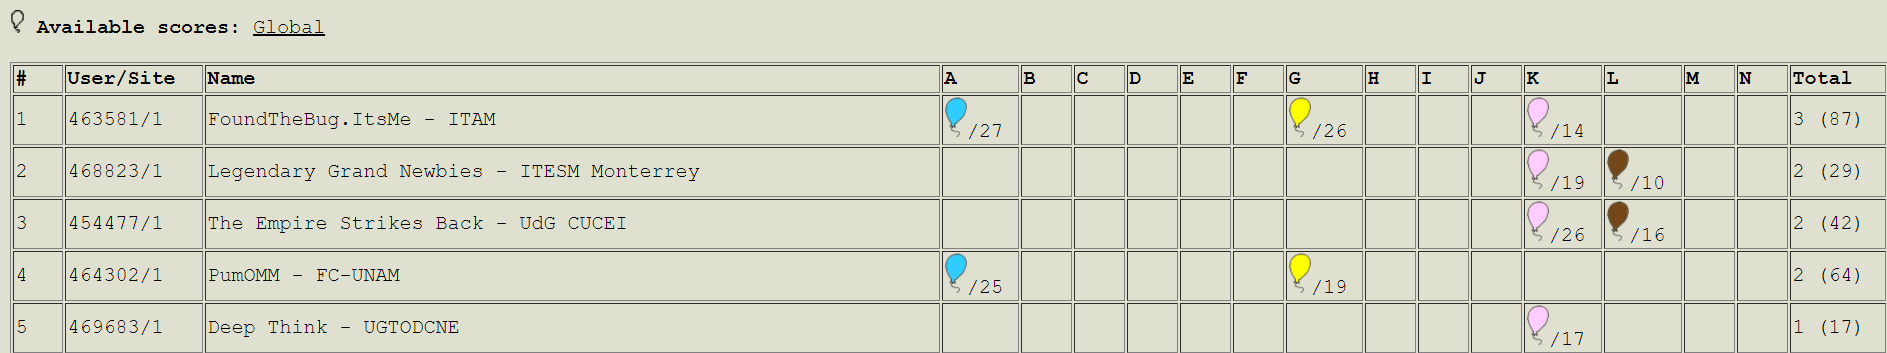 Available scores: Global
# User/Site Name A B C D E F G H I J K L M N Total
1 463581/1 FoundTheBug.ItsMe - ITAM /27 /26 /14 3 (87)
2 468823/1 Legendary Grand Newbies - ITESM Monterrey /19 /10 2 (29)
3 454477/1 The Empire Strikes Back - UdG CUCEI /26 /16 2 (42)
4 464302/1 PumOMM - FC-UNAM /25 /19 2 (64)
5 469683/1 Deep Think - UGTODCNE /17 1 (17)